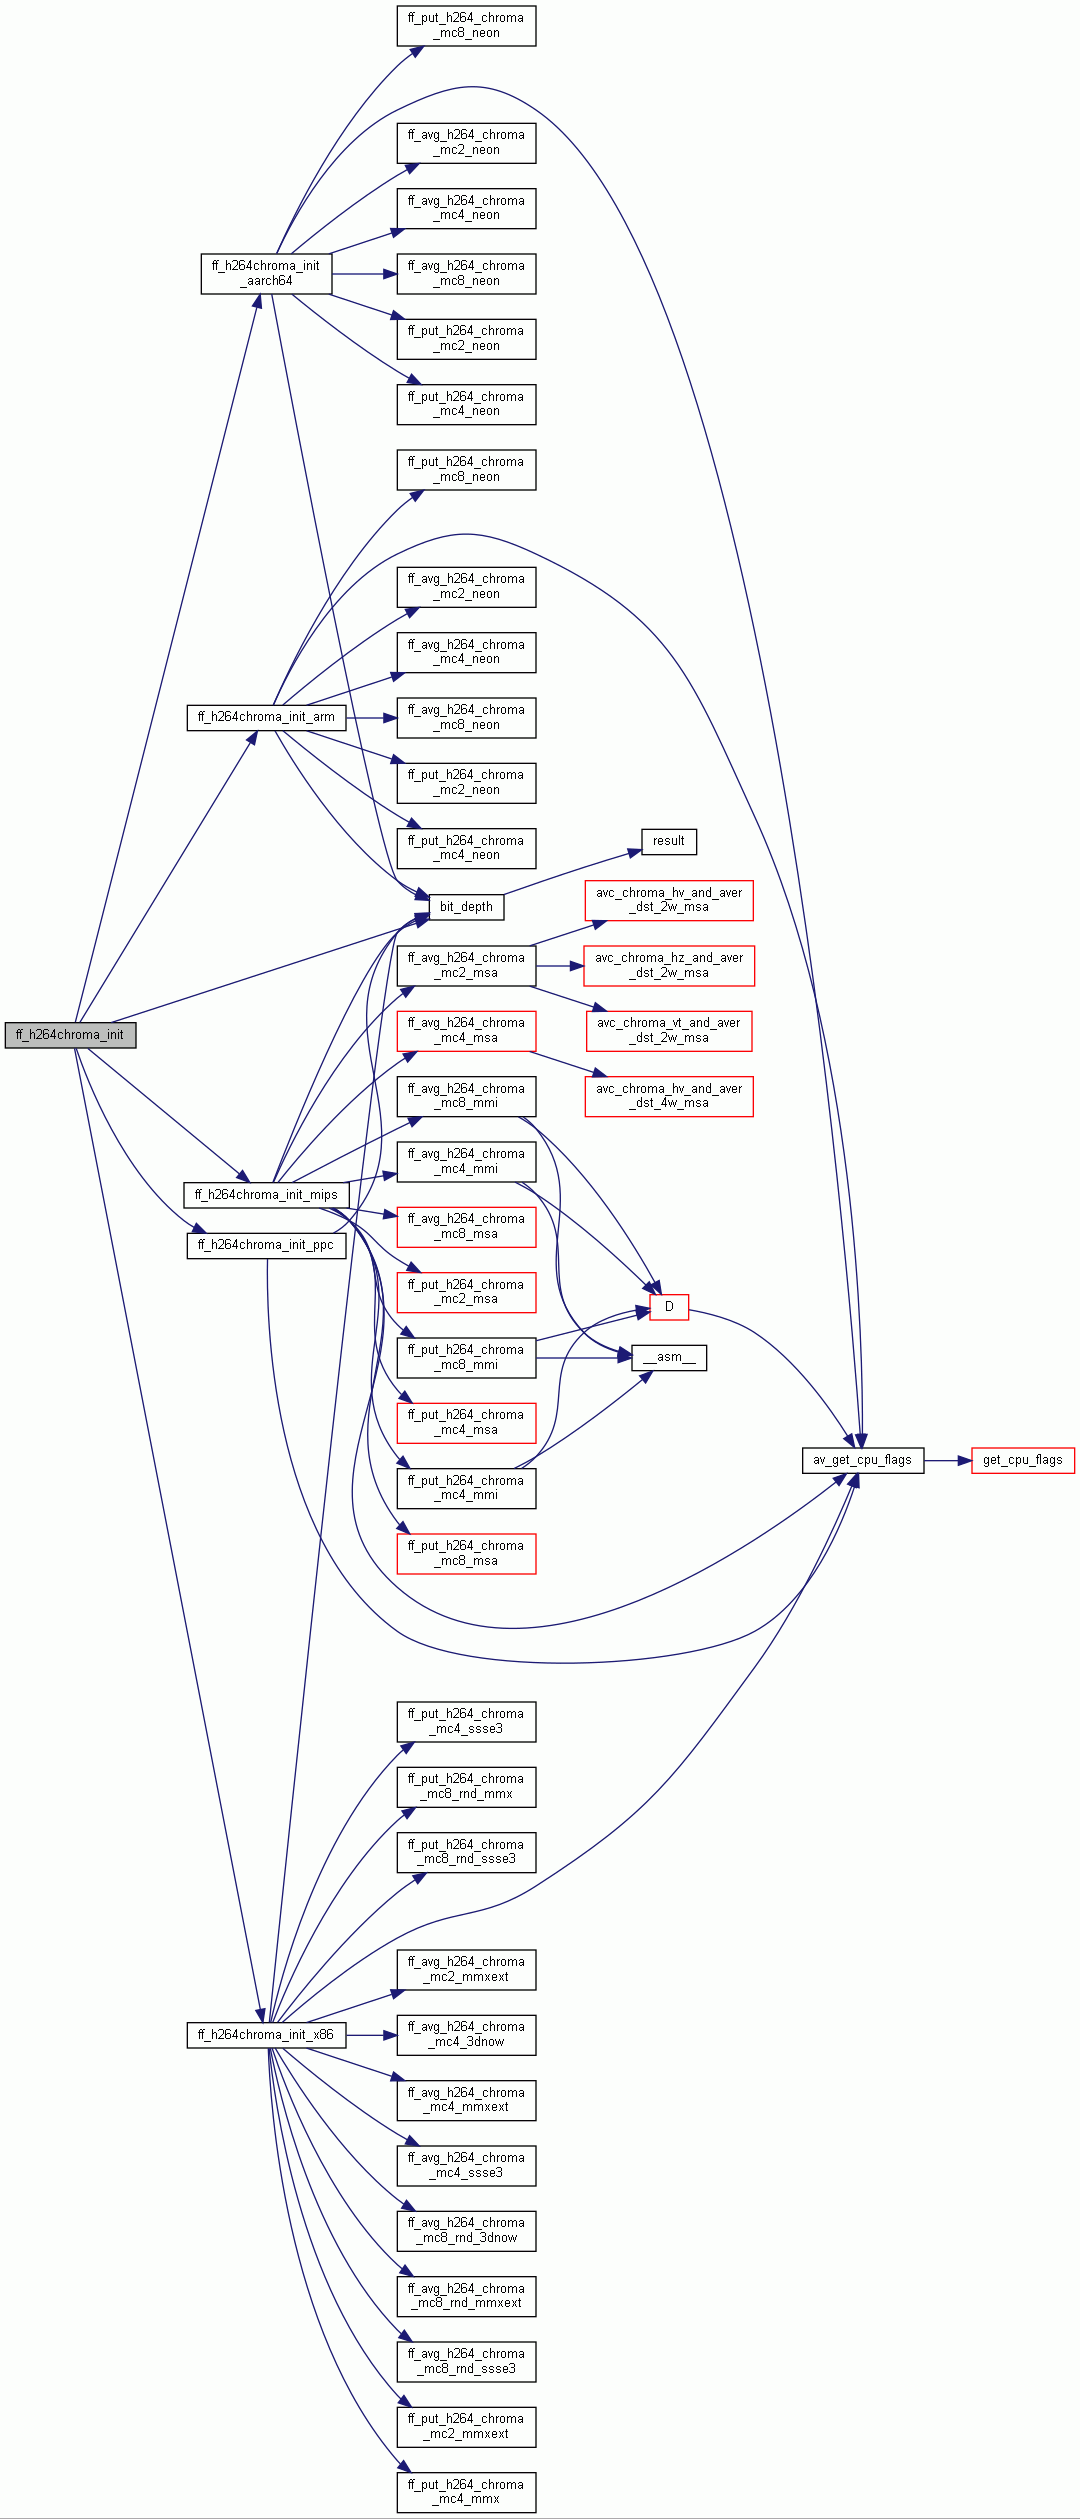 ff_put_h264_chroma
_mc8_neon
ff_avg_h264_chroma
_mc2_neon
ff_avg_h264_chroma
_mc4_neon
ff_h264chroma_init
_aarch64
ff_avg_h264_chroma
_mc8_neon
ff_put_h264_chroma
_mc2_neon
ff_put_h264_chroma
_mc4_neon
ff_put_h264_chroma
_mc8_neon
ff_avg_h264_chroma
_mc2_neon
ff_avg_h264_chroma
_mc4_neon
ff_h264chroma_init_arm
ff_avg_h264_chroma
_mc8_neon
ff_put_h264_chroma
_mc2_neon
ff_put_h264_chroma
_mc4_neon
result
bit_depth
avc_chroma_hv_and_aver
_dst_2w_msa
ff_avg_h264_chroma
_mc2_msa
avc_chroma_hz_and_aver
_dst_2w_msa
ff_h264chroma_init
ff_avg_h264_chroma
_mc4_msa
avc_chroma_vt_and_aver
_dst_2w_msa
ff_avg_h264_chroma
_mc8_mmi
avc_chroma_hv_and_aver
_dst_4w_msa
ff_avg_h264_chroma
_mc4_mmi
ff_h264chroma_init_mips
ff_avg_h264_chroma
_mc8_msa
ff_h264chroma_init_ppc
ff_put_h264_chroma
_mc2_msa
D
ff_put_h264_chroma
_mc8_mmi
__asm__
ff_put_h264_chroma
_mc4_msa
av_get_cpu_flags
get_cpu_flags
ff_put_h264_chroma
_mc4_mmi
ff_put_h264_chroma
_mc8_msa
ff_put_h264_chroma
_mc4_ssse3
ff_put_h264_chroma
_mc8_rnd_mmx
ff_put_h264_chroma
_mc8_rnd_ssse3
ff_avg_h264_chroma
_mc2_mmxext
ff_h264chroma_init_x86
ff_avg_h264_chroma
_mc4_3dnow
ff_avg_h264_chroma
_mc4_mmxext
ff_avg_h264_chroma
_mc4_ssse3
ff_avg_h264_chroma
_mc8_rnd_3dnow
ff_avg_h264_chroma
_mc8_rnd_mmxext
ff_avg_h264_chroma
_mc8_rnd_ssse3
ff_put_h264_chroma
_mc2_mmxext
ff_put_h264_chroma
_mc4_mmx